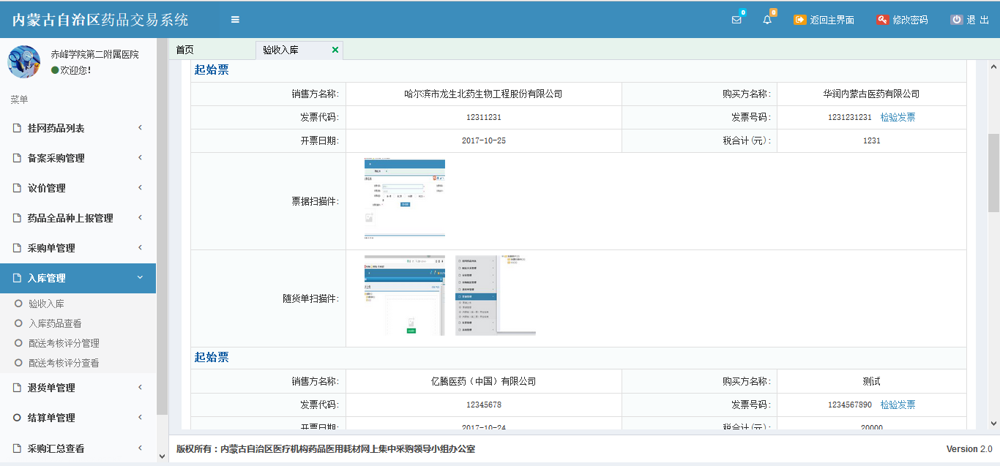 内蒙古自治区药品交易系统
0
0
返回主界面
修改密码
退 出
赤峰学院第二附属医院
欢迎您!
菜单
挂网药品列表
备案采购管理
议价管理
药品全品种上报管理
采购单管理
入库管理
验收入库
入库药品查看
配送考核评分管理
配送考核评分查看
退货单管理
结算单管理
采购汇总查看
首页
验收入库
起始票
销售方名称: 哈尔滨市龙生北药生物工程股份有限公司 购买方名称: 华润内蒙古医药有限公司
发票代码: 12311231 发票号码: 1231231231 检验发票
开票日期: 2017-10-25 税合计(元): 1231
票据扫描件:
随货单扫描件:
起始票
销售方名称: 亿腾医药（中国）有限公司 购买方名称: 测试
发票代码: 12345678 发票号码: 1234567890 检验发票
开票日期: 2017-10-24 税合计(元): 20000
版权所有：内蒙古自治区医疗机构药品医用耗材网上集中采购领导小组办公室
Version 2.0